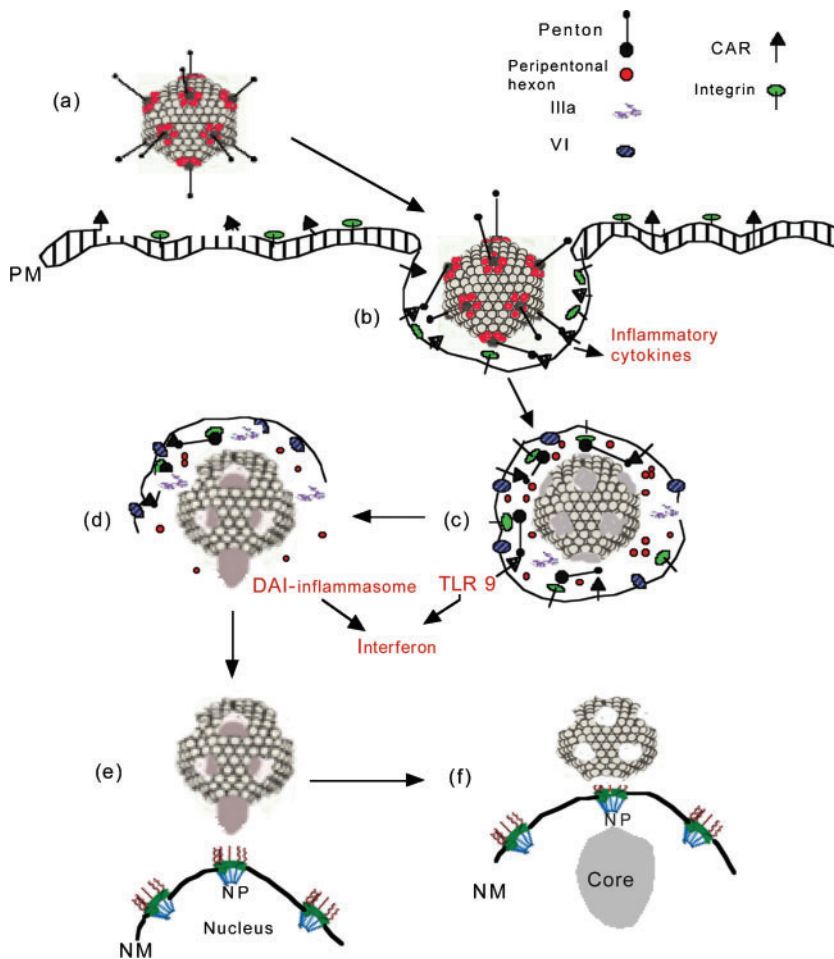 Penton
CAR
Peripentonal
hexon
Integrin
IIIa
VI
(a)
PM
(b)
Inflammatory
cytokines
(d)
(c)
DAI-inflammasome
TLR 9
Interferon
(e)
(f)
NP
NP
Nucleus
NM
NM
Core